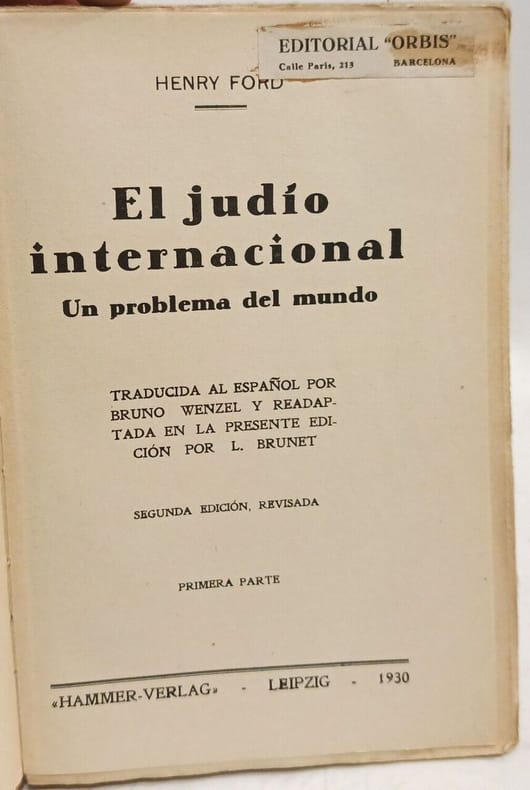 EDITORIAL "ORBIS"
Calle Paris, 213 BARCELONA
HENRY FORD
El judío
internacional
Un problema del mundo
TRADUCIDA AL ESPAÑOL POR
BRUNO WENZEL Y READAP-
TADA EN LA PRESENTE EDI-
CIÓN POR L. BRUNET
SEGUNDA EDICIÓN, REVISADA
PRIMERA PARTE
«HAMMER-VERLAG» - LEIPZIG - 1930